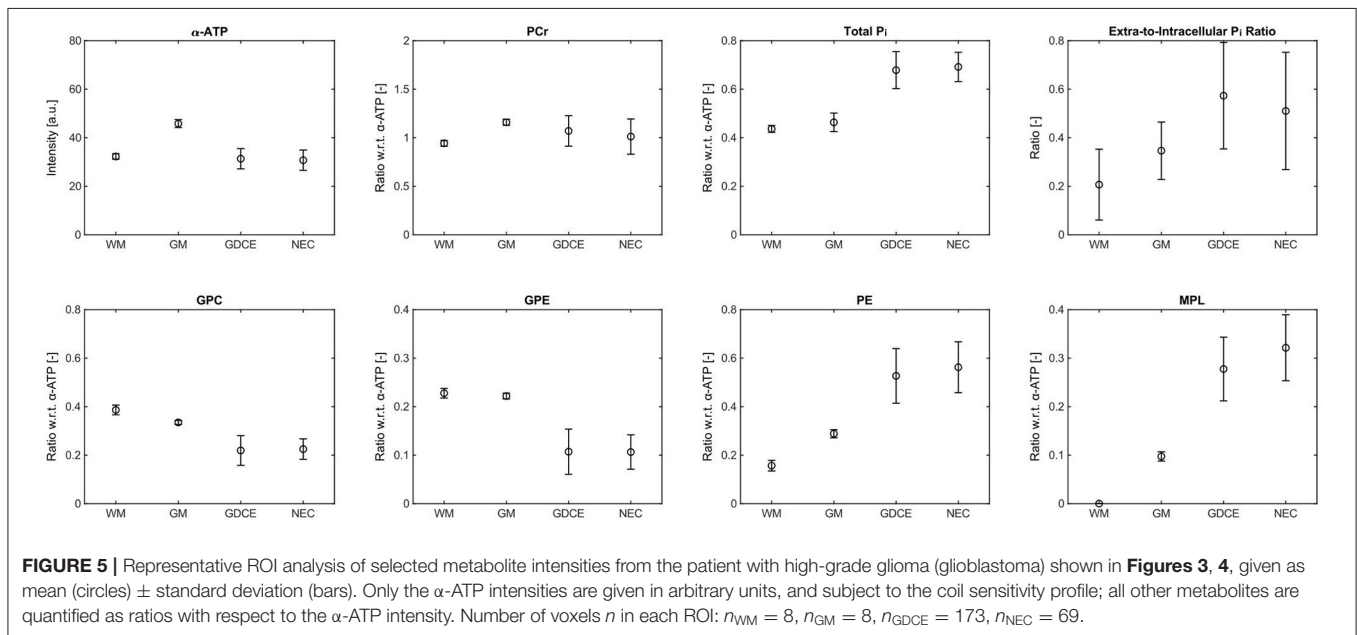 α-ATP
80
60
40
20
0
Intensity [a.u.]
WM GM GDCE NEC
PCr
2
1.5
1
0.5
0
Ratio w.r.t. α-ATP [-]
WM GM GDCE NEC
Total Pᵢ
0.8
0.6
0.4
0.2
0
Ratio w.r.t. α-ATP [-]
WM GM GDCE NEC
Extra-to-Intracellular Pᵢ Ratio
0.8
0.6
0.4
0.2
0
Ratio [-]
WM GM GDCE NEC
GPC
0.8
0.6
0.4
0.2
0
Ratio w.r.t. α-ATP [-]
WM GM GDCE NEC
GPE
0.4
0.3
0.2
0.1
0
Ratio w.r.t. α-ATP [-]
WM GM GDCE NEC
PE
0.8
0.6
0.4
0.2
0
Ratio w.r.t. α-ATP [-]
WM GM GDCE NEC
MPL
0.4
0.3
0.2
0.1
0
Ratio w.r.t. α-ATP [-]
WM GM GDCE NEC
FIGURE 5 | Representative ROI analysis of selected metabolite intensities from the patient with high-grade glioma (glioblastoma) shown in Figures 3, 4, given as
mean (circles) ± standard deviation (bars). Only the α-ATP intensities are given in arbitrary units, and subject to the coil sensitivity profile; all other metabolites are
quantified as ratios with respect to the α-ATP intensity. Number of voxels n in each ROI: n_WM = 8, n_GM = 8, n_GDCE = 173, n_NEC = 69.